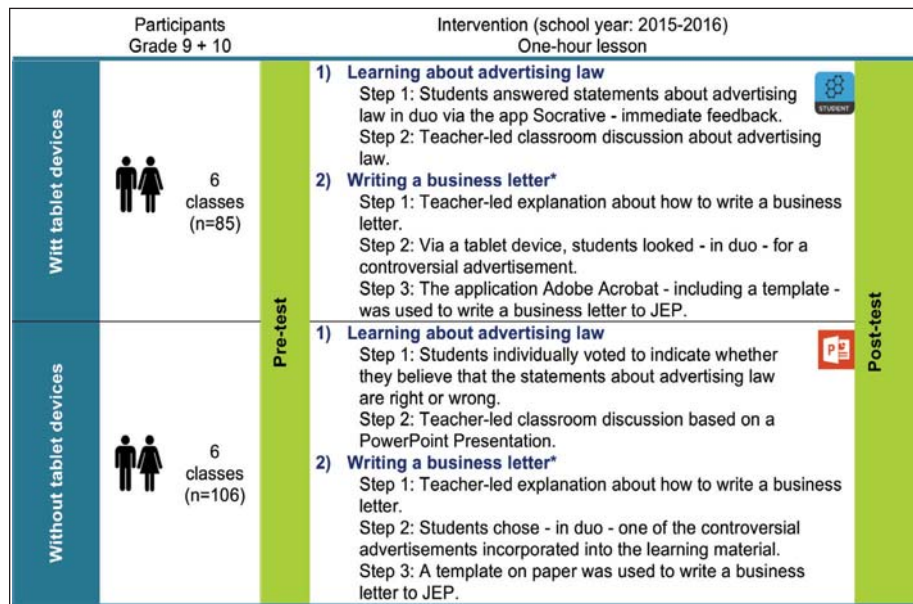 Participants
Grade 9 + 10
Intervention (school year: 2015-2016)
One-hour lesson
Witt tablet devices
6
classes
(n=85)
Pre-test
1) Learning about advertising law
Step 1: Students answered statements about advertising
law in duo via the app Socrative - immediate feedback.
Step 2: Teacher-led classroom discussion about advertising
law.
STUDENT
2) Writing a business letter*
Step 1: Teacher-led explanation about how to write a business
letter.
Step 2: Via a tablet device, students looked - in duo - for a
controversial advertisement.
Step 3: The application Adobe Acrobat - including a template -
was used to write a business letter to JEP.
Post-test
Without tablet devices
6
classes
(n=106)
1) Learning about advertising law
Step 1: Students individually voted to indicate whether
they believe that the statements about advertising law
are right or wrong.
Step 2: Teacher-led classroom discussion based on a
PowerPoint Presentation.
P
2) Writing a business letter*
Step 1: Teacher-led explanation about how to write a business
letter.
Step 2: Students chose - in duo - one of the controversial
advertisements incorporated into the learning material.
Step 3: A template on paper was used to write a business
letter to JEP.